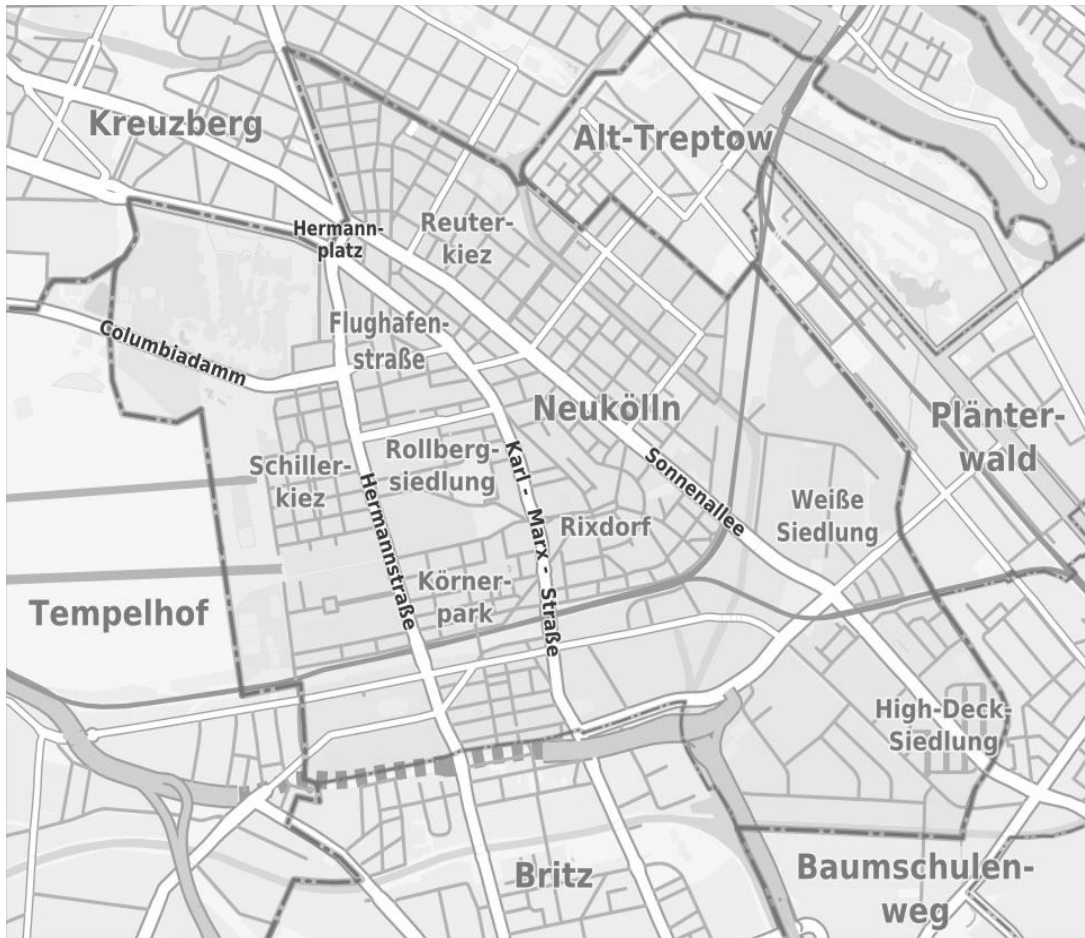 Kreuzberg
Alt-Treptow
Hermann-
platz
Reuter-
kiez
Columbiadamm
Flughafen-
straße
Neukölln
Plänter-
wald
Schiller-
kiez
Rollberg-
siedlung
Karl - Marx - Straße
Sonnenallee
Hermannstraße
Rixdorf
Weiße
Siedlung
Tempelhof
Körner-
park
High-Deck-
Siedlung
Britz
Baumschulen-
weg